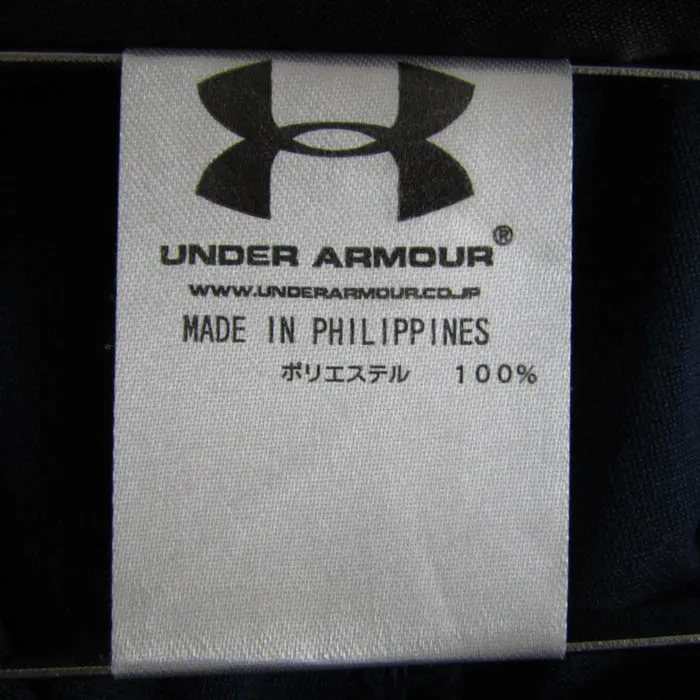 UNDER ARMOUR®
WWW.UNDERARMOUR.CO.JP
MADE IN PHILIPPINES
ポリエステル 100%